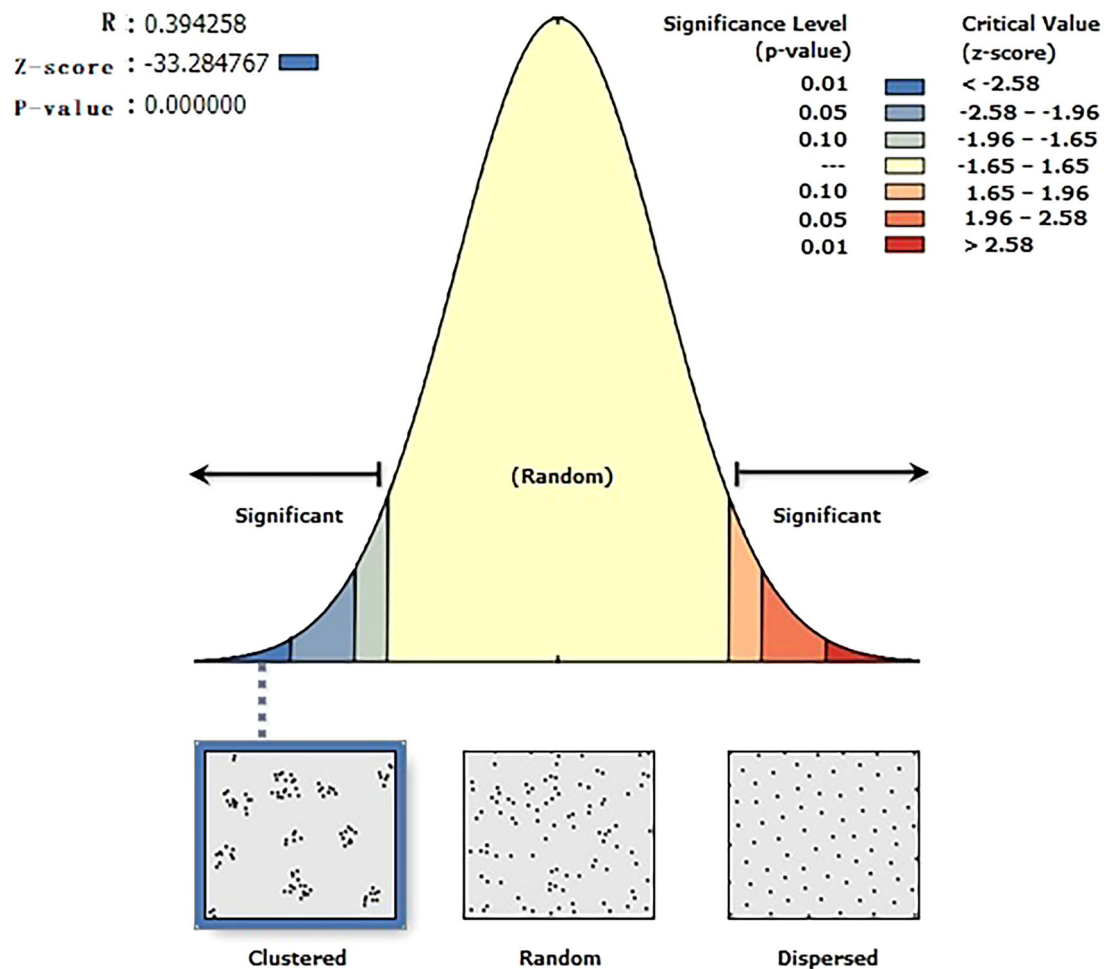 R : 0.394258
Z-score : -33.284767
P-value : 0.000000
Significance Level
(p-value)
Critical Value
(z-score)
0.01 < -2.58
0.05 -2.58 – -1.96
0.10 -1.96 – -1.65
--- -1.65 – 1.65
0.10 1.65 – 1.96
0.05 1.96 – 2.58
0.01 > 2.58
(Random)
Significant
Significant
Clustered
Random
Dispersed